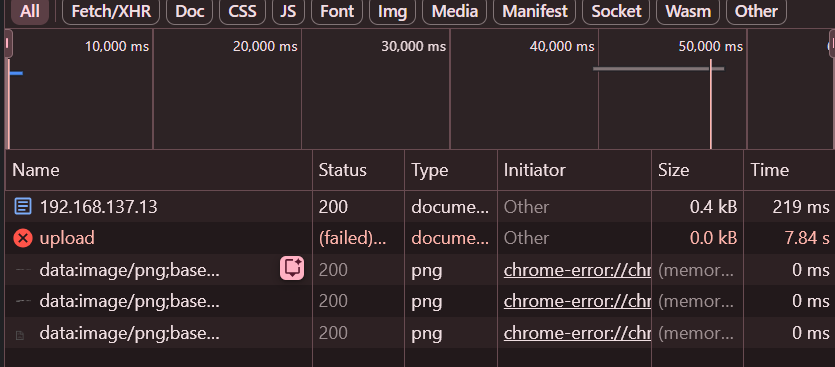 All Fetch/XHR Doc CSS JS Font Img Media Manifest Socket Wasm Other
10,000 ms 20,000 ms 30,000 ms 40,000 ms 50,000 ms
Name Status Type Initiator Size Time
192.168.137.13 200 docume... Other 0.4 kB 219 ms
upload (failed)... docum... Other 0.0 kB 7.84 s
data:image/png;base... 200 png chrome-error://chr (memor... 0 ms
data:image/png;base... 200 png chrome-error://chr (memor... 0 ms
data:image/png;base... 200 png chrome-error://chr (memor... 0 ms